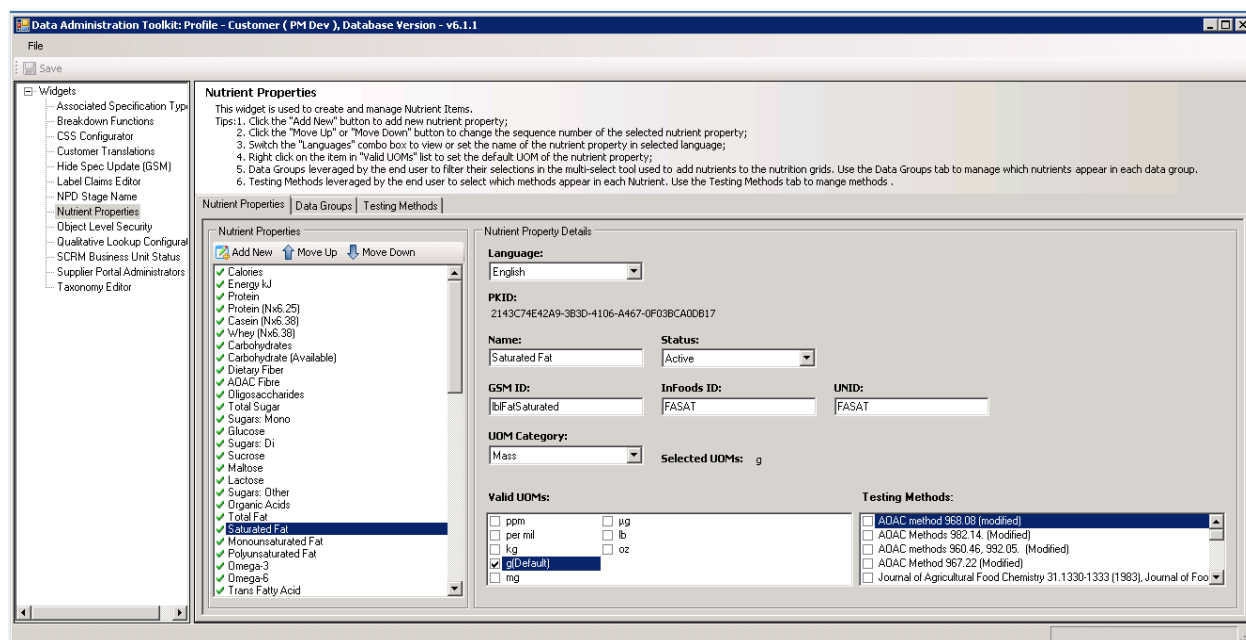 Data Administration Toolkit: Profile - Customer ( PM Dev ), Database Version - v6.1.1
File
Save
Widgets
Associated Specification Typ
Breakdown Functions
CSS Configurator
Customer Translations
Hide Spec Update (GSM)
Label Claims Editor
NPD Stage Name
Nutrient Properties
Object Level Security
Qualitative Lookup Configural
SCRM Business Unit Status
Supplier Portal Administrators
Taxonomy Editor
Nutrient Properties
This widget is used to create and manage Nutrient Items.
Tips:1. Click the "Add New" button to add new nutrient property;
2. Click the "Move Up" or "Move Down" button to change the sequence number of the selected nutrient property;
3. Switch the "Languages" combo box to view or set the name of the nutrient property in selected language;
4. Right click on the item in "Valid UOMs" list to set the default UOM of the nutrient property;
5. Data Groups leveraged by the end user to filter their selections in the multi-select tool used to add nutrients to the nutrition grids. Use the Data Groups tab to manage which nutrients appear in each data group.
6. Testing Methods leveraged by the end user to select which methods appear in each Nutrient. Use the Testing Methods tab to mange methods .
Nutrient Properties Data Groups Testing Methods
Nutrient Properties
Add New Move Up Move Down
Calories
Energy kJ
Protein
Protein (Nx6.25)
Casein (Nx6.38)
Whey (Nx6.38)
Carbohydrates
Carbohydrate (Available)
Dietary Fiber
AOAC Fibre
Oligosaccharides
Total Sugar
Sugars: Mono
Glucose
Sugars: Di
Sucrose
Maltose
Lactose
Sugars: Other
Organic Acids
Total Fat
Saturated Fat
Monounsaturated Fat
Polyunsaturated Fat
Omega-3
Omega-6
Trans Fatty Acid
Nutrient Property Details
Language:
English
PKID:
2143C74E42A9-3B3D-4106-A467-0F03BCA0DB17
Name: Status:
Saturated Fat Active
GSM ID: InFoods ID: UNID:
lblFatSaturated FASAT FASAT
UOM Category:
Mass Selected UOMs: g
Valid UOMs: Testing Methods:
ppm µg
per mil lb
kg oz
g(Default)
mg
AOAC method 968.08 (modified)
AOAC Methods 982.14. (Modified)
AOAC methods 960.46, 992.05. (Modified)
AOAC Method 967.22 (Modified)
Journal of Agricultural Food Chemistry 31.1330-1333 (1983), Journal of Foo